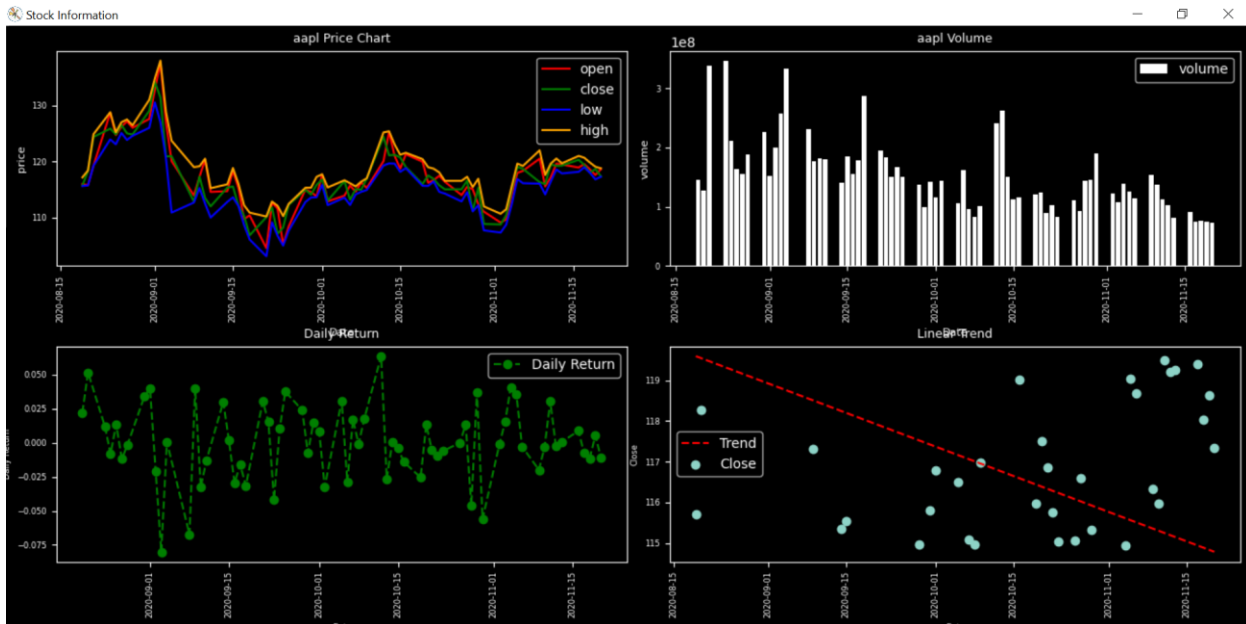 Stock Information
aapl Price Chart
open
close
low
high
130
120
110
price
2020-08-15
2020-09-01
2020-09-15
2020-10-01
2020-10-15
2020-11-01
2020-11-15
Date
aapl Volume
1e8
volume
3
2
1
0
volume
2020-08-15
2020-09-01
2020-09-15
2020-10-01
2020-10-15
2020-11-01
2020-11-15
Date
Daily Return
Daily Return
0.050
0.025
0.000
−0.025
−0.050
−0.075
Daily Return
2020-09-01
2020-09-15
2020-10-01
2020-10-15
2020-11-01
2020-11-15
Linear Trend
Trend
Close
119
118
117
116
115
Close
2020-08-15
2020-09-01
2020-09-15
2020-10-01
2020-10-15
2020-11-01
2020-11-15